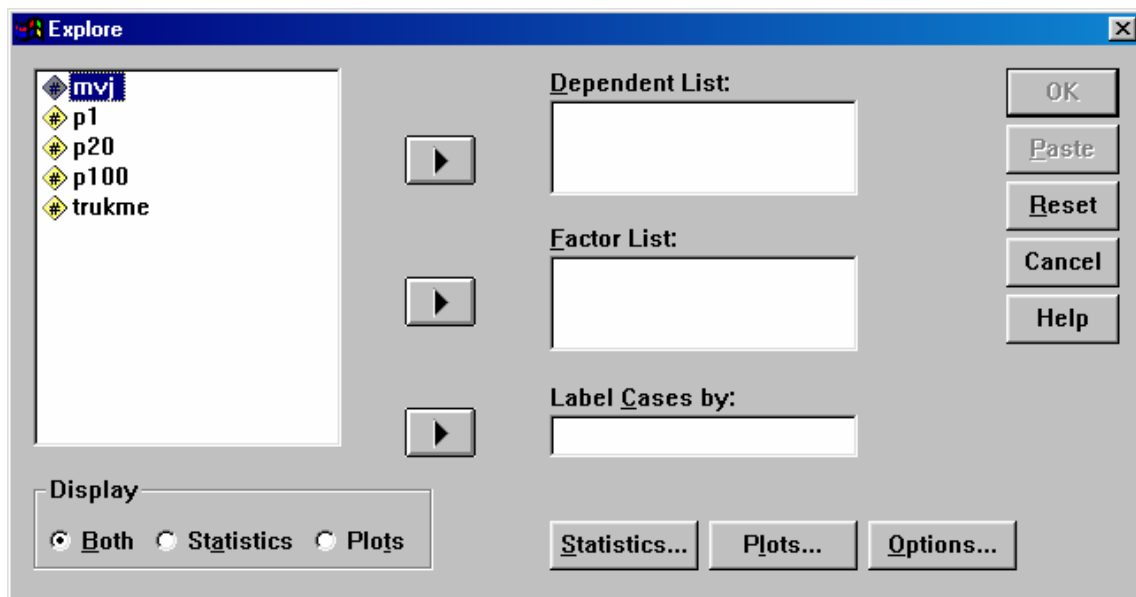 Explore
mvj
p1
p20
p100
trukme
Dependent List:
Factor List:
Label Cases by:
OK
Paste
Reset
Cancel
Help
Display
Both Statistics Plots
Statistics... Plots... Options...